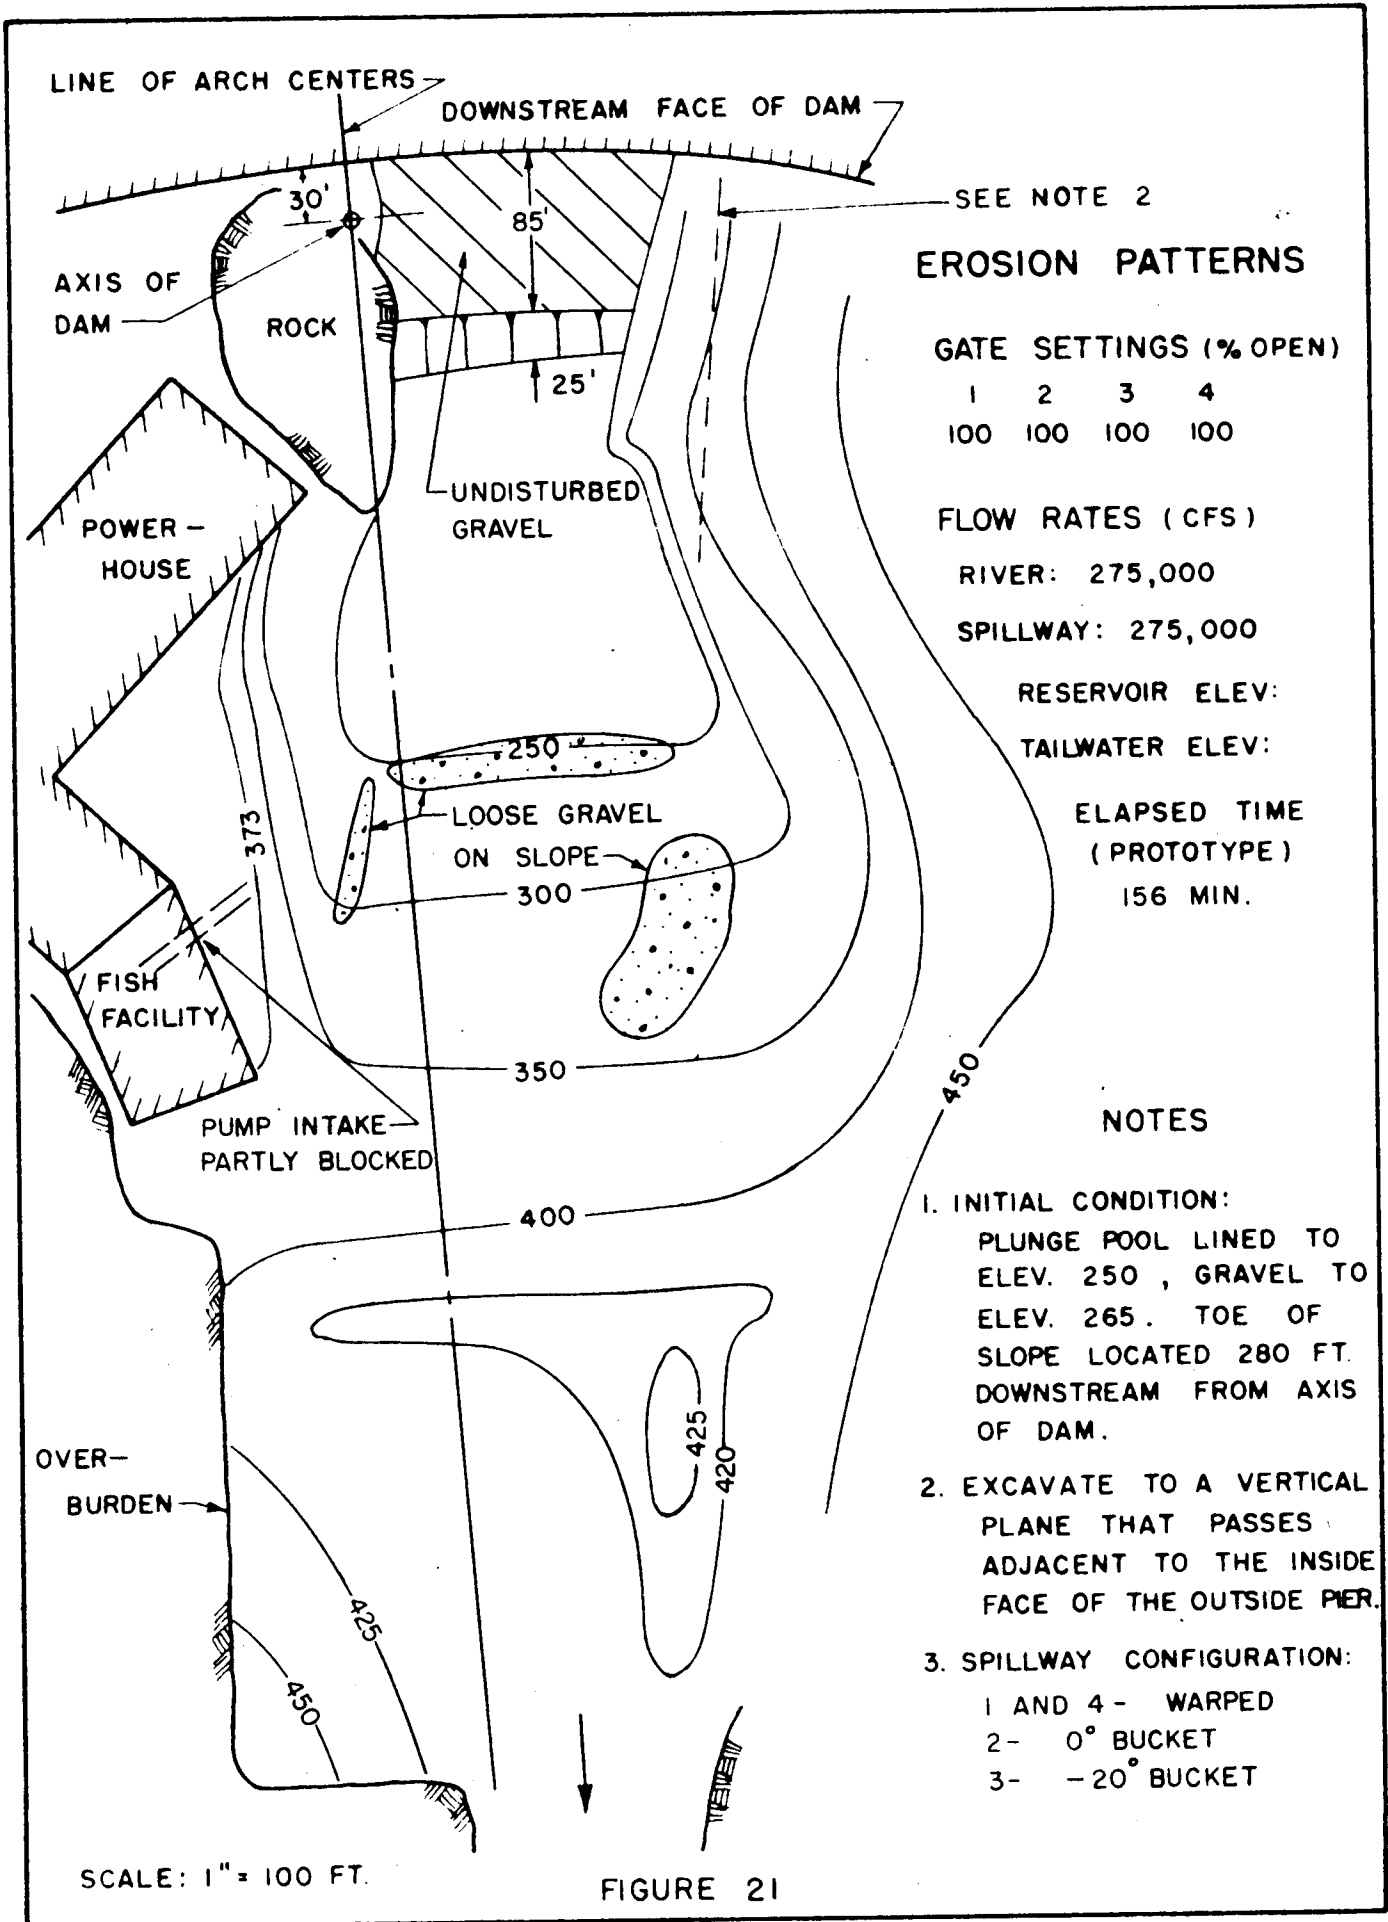 LINE OF ARCH CENTERS
DOWNSTREAM FACE OF DAM
30'
85'
SEE NOTE 2
AXIS OF
DAM
ROCK
25'
EROSION PATTERNS
GATE SETTINGS (% OPEN)
1 2 3 4
100 100 100 100
UNDISTURBED
GRAVEL
POWER-
HOUSE
FLOW RATES (CFS)
RIVER: 275,000
SPILLWAY: 275,000
RESERVOIR ELEV:
TAILWATER ELEV:
250
373
LOOSE GRAVEL
ON SLOPE
ELAPSED TIME
(PROTOTYPE)
156 MIN.
300
FISH
FACILITY
350
450
PUMP INTAKE
PARTLY BLOCKED
400
NOTES
1. INITIAL CONDITION:
PLUNGE POOL LINED TO
ELEV. 250, GRAVEL TO
ELEV. 265. TOE OF
SLOPE LOCATED 280 FT.
DOWNSTREAM FROM AXIS
OF DAM.
425
420
OVER-
BURDEN
2. EXCAVATE TO A VERTICAL
PLANE THAT PASSES
ADJACENT TO THE INSIDE
FACE OF THE OUTSIDE PIER.
425
450
3. SPILLWAY CONFIGURATION:
1 AND 4- WARPED
2- 0° BUCKET
3- -20° BUCKET
SCALE: 1" = 100 FT.
FIGURE 21